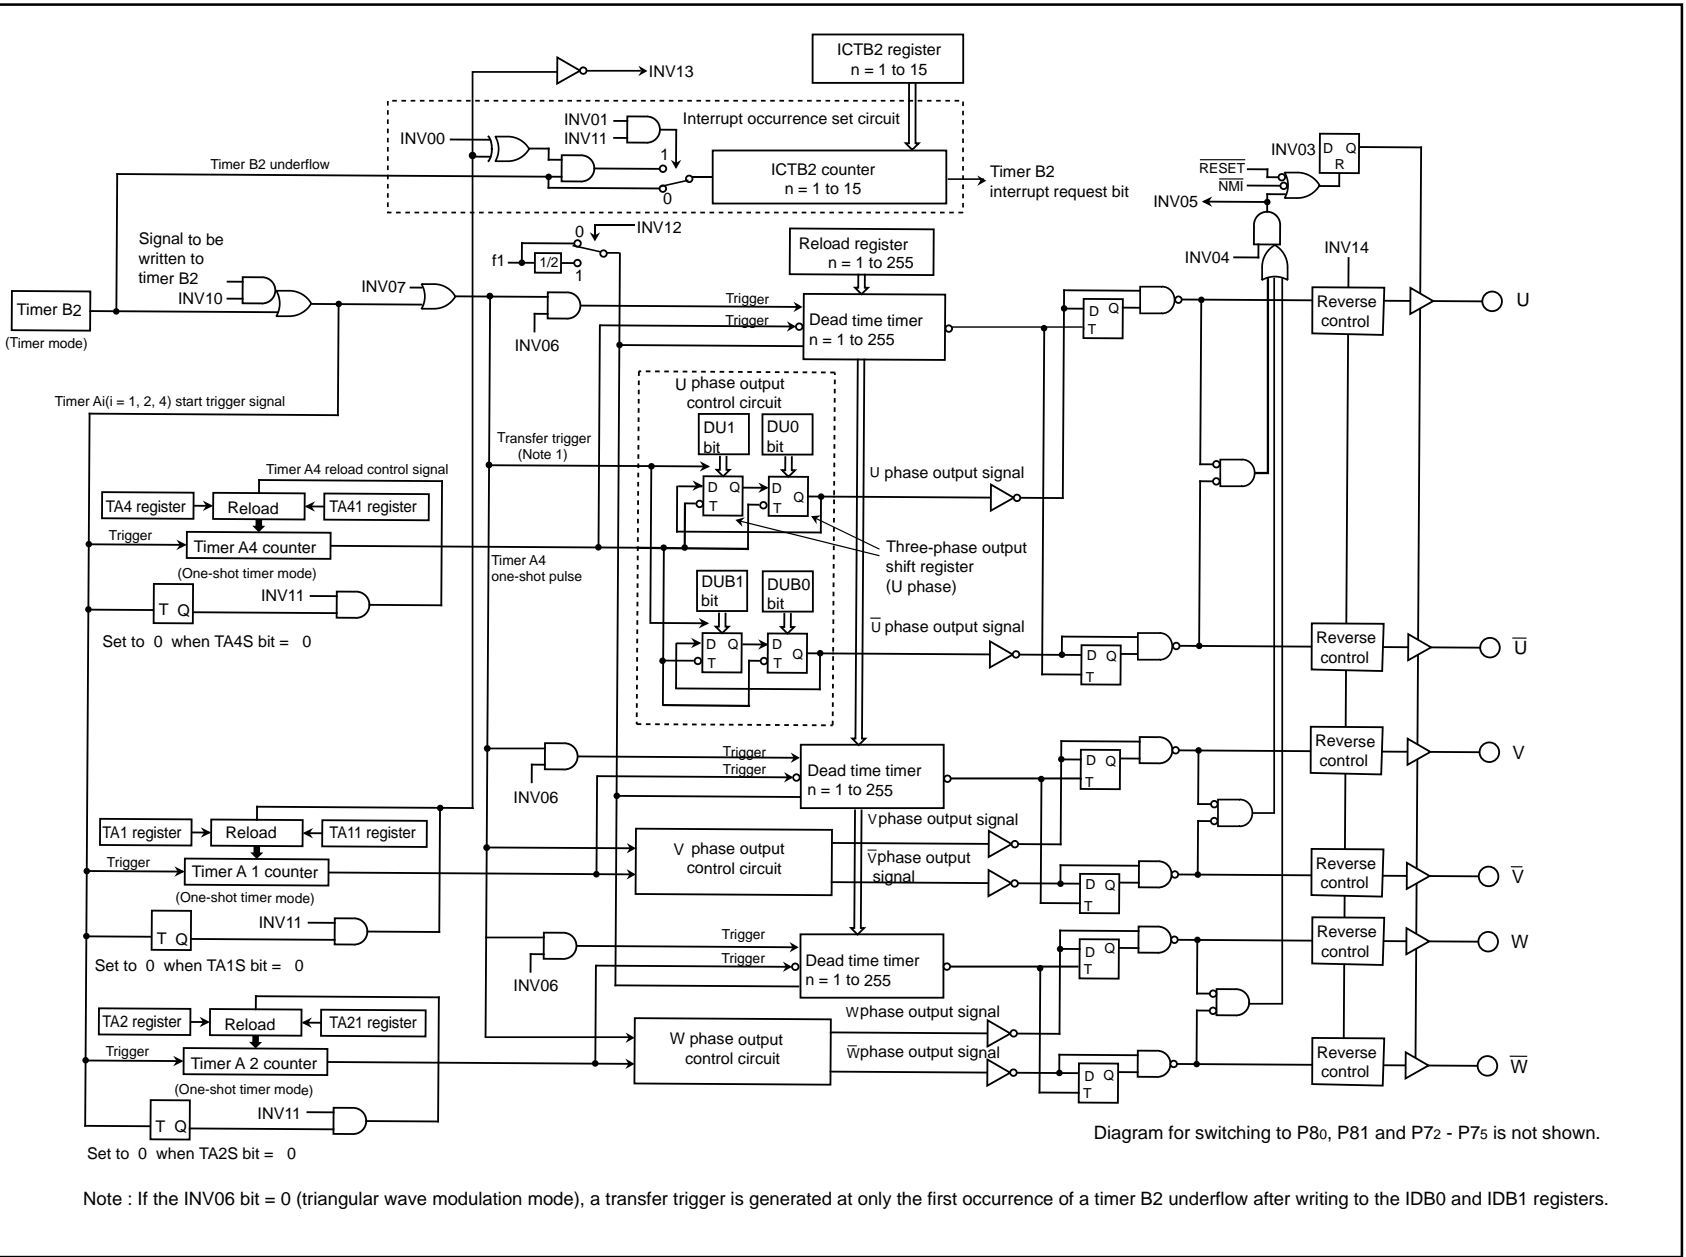 ICTB2 register
n = 1 to 15
INV13
INV01
INV11
Interrupt occurrence set circuit
INV00
1
0
Timer B2 underflow
ICTB2 counter
n = 1 to 15
Timer B2
interrupt request bit
INV03
D Q
R
RESET
NMI
INV05
INV04
INV14
INV12
0
1
f1
1/2
Signal to be
written to
timer B2
INV10
INV07
Reload register
n = 1 to 255
Timer B2
(Timer mode)
INV06
Trigger
Trigger
Dead time timer
n = 1 to 255
D Q
T
Reverse
control
U
Timer Ai(i = 1, 2, 4) start trigger signal
U phase output
control circuit
DU1
bit
DU0
bit
Transfer trigger
(Note 1)
D Q
T
D
Q
T
U phase output signal
Timer A4 reload control signal
TA4 register
Reload
TA41 register
Trigger
Timer A4 counter
(One-shot timer mode)
Timer A4
one-shot pulse
Three-phase output
shift register
(U phase)
T Q
INV11
Set to 0 when TA4S bit = 0
DUB1
bit
DUB0
bit
D Q
T
D
Q
T
U̅ phase output signal
D Q
T
Reverse
control
U̅
INV06
Trigger
Trigger
Dead time timer
n = 1 to 255
D Q
T
Reverse
control
V
TA1 register
Reload
TA11 register
Trigger
Timer A 1 counter
(One-shot timer mode)
V phase output
control circuit
V phase output signal
V̅ phase output
signal
D Q
T
Reverse
control
V̅
T Q
INV11
Set to 0 when TA1S bit = 0
INV06
Trigger
Trigger
Dead time timer
n = 1 to 255
D Q
T
Reverse
control
W
TA2 register
Reload
TA21 register
Trigger
Timer A 2 counter
(One-shot timer mode)
W phase output
control circuit
W phase output signal
W̅ phase output signal
D Q
T
Reverse
control
W̅
T Q
INV11
Set to 0 when TA2S bit = 0
Diagram for switching to P80, P81 and P72 - P75 is not shown.
Note : If the INV06 bit = 0 (triangular wave modulation mode), a transfer trigger is generated at only the first occurrence of a timer B2 underflow after writing to the IDB0 and IDB1 registers.